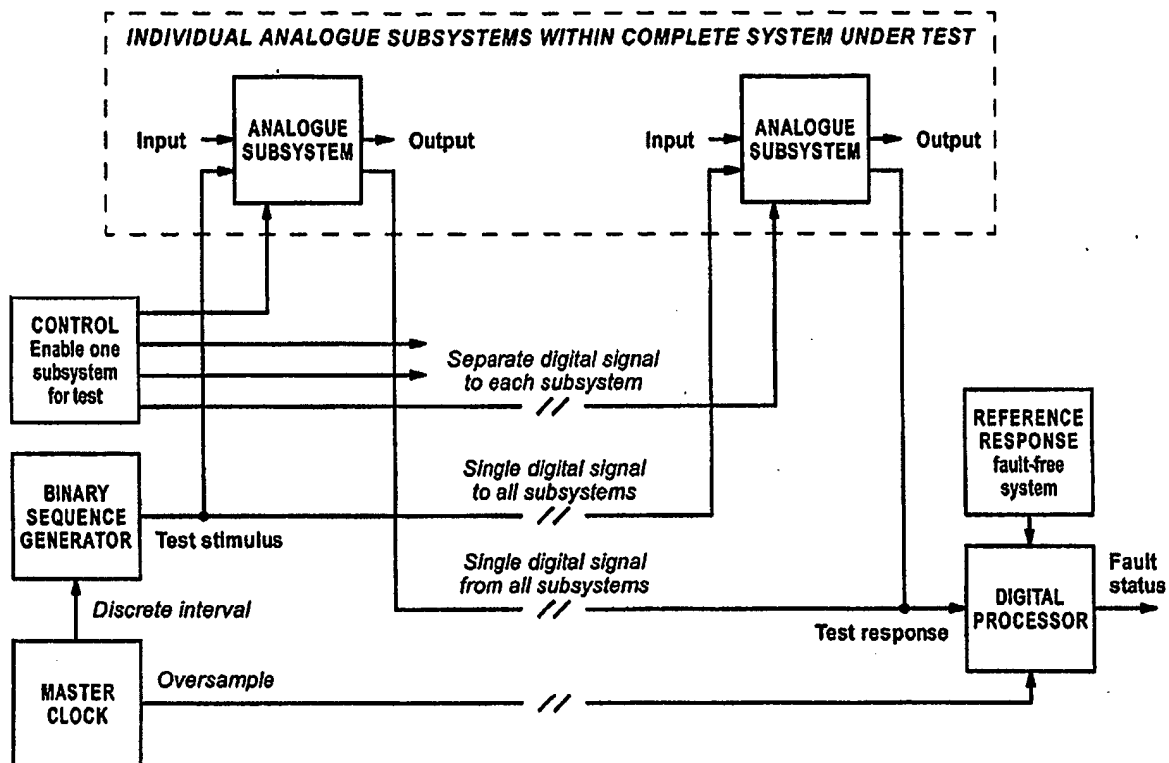 INDIVIDUAL ANALOGUE SUBSYSTEMS WITHIN COMPLETE SYSTEM UNDER TEST
Input
ANALOGUE
SUBSYSTEM
Output
Input
ANALOGUE
SUBSYSTEM
Output
CONTROL
Enable one
subsystem
for test
Separate digital signal
to each subsystem
REFERENCE
RESPONSE
fault-free
system
BINARY
SEQUENCE
GENERATOR
Test stimulus
Single digital signal
to all subsystems
Single digital signal
from all subsystems
Test response
DIGITAL
PROCESSOR
Fault
status
Discrete interval
MASTER
CLOCK
Oversample